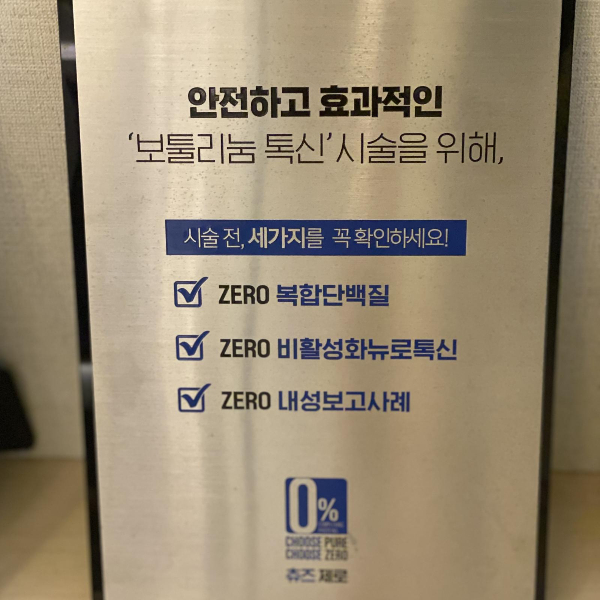 안전하고 효과적인
‘보툴리눔 톡신’ 시술을 위해,
시술 전, 세가지를 꼭 확인하세요!
ZERO 복합단백질
ZERO 비활성화뉴로톡신
ZERO 내성보고사례
0%
CHOOSE PURE
CHOOSE ZERO
츄즈 제로